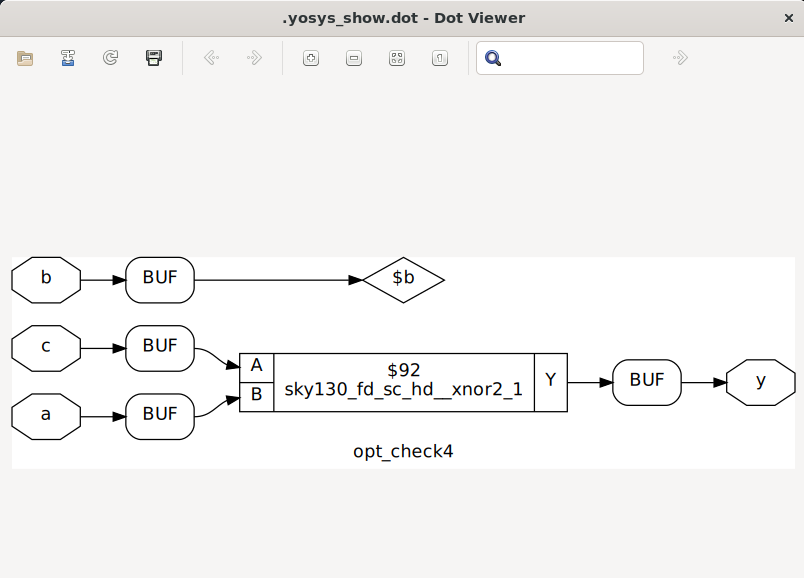 .yosys_show.dot - Dot Viewer
b BUF $b
c BUF
a BUF
A
B
$92
sky130_fd_sc_hd__xnor2_1
Y
BUF y
opt_check4